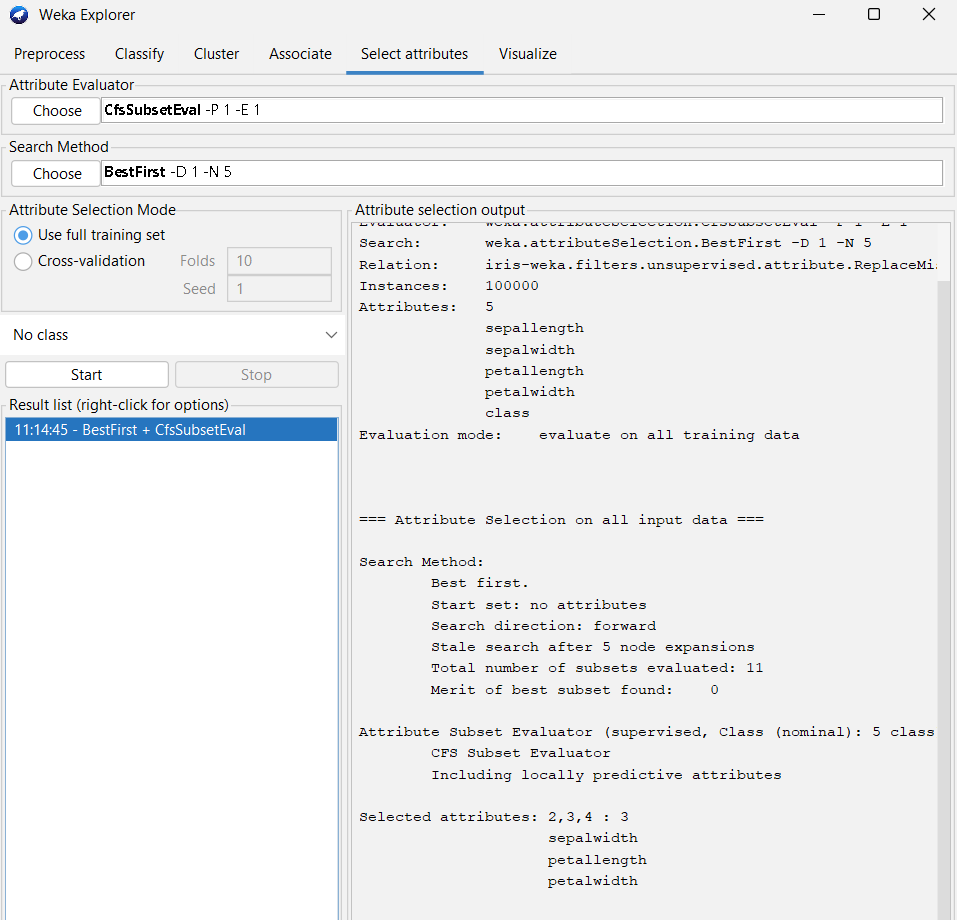 Weka Explorer
Preprocess Classify Cluster Associate Select attributes Visualize
Attribute Evaluator
Choose CfsSubsetEval -P 1 -E 1
Search Method
Choose BestFirst -D 1 -N 5
Attribute Selection Mode
Use full training set
Cross-validation Folds 10
Seed 1
No class
Start Stop
Result list (right-click for options)
11:14:45 - BestFirst + CfsSubsetEval
Attribute selection output
Evaluator: weka.attributeSelection.CfsSubsetEval -P 1 -E 1
Search: weka.attributeSelection.BestFirst -D 1 -N 5
Relation: iris-weka.filters.unsupervised.attribute.ReplaceMi
Instances: 100000
Attributes: 5
sepallength
sepalwidth
petallength
petalwidth
class
Evaluation mode: evaluate on all training data
=== Attribute Selection on all input data ===
Search Method:
Best first.
Start set: no attributes
Search direction: forward
Stale search after 5 node expansions
Total number of subsets evaluated: 11
Merit of best subset found: 0
Attribute Subset Evaluator (supervised, Class (nominal): 5 class
CFS Subset Evaluator
Including locally predictive attributes
Selected attributes: 2,3,4 : 3
sepalwidth
petallength
petalwidth